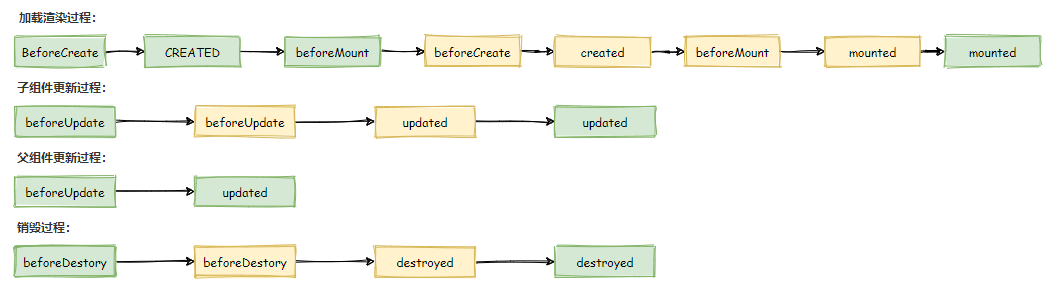 加载渲染过程：
BeforeCreate CREATED beforeMount beforeCreate created beforeMount mounted mounted
子组件更新过程：
beforeUpdate beforeUpdate updated updated
父组件更新过程：
beforeUpdate updated
销毁过程：
beforeDestory beforeDestory destroyed destroyed